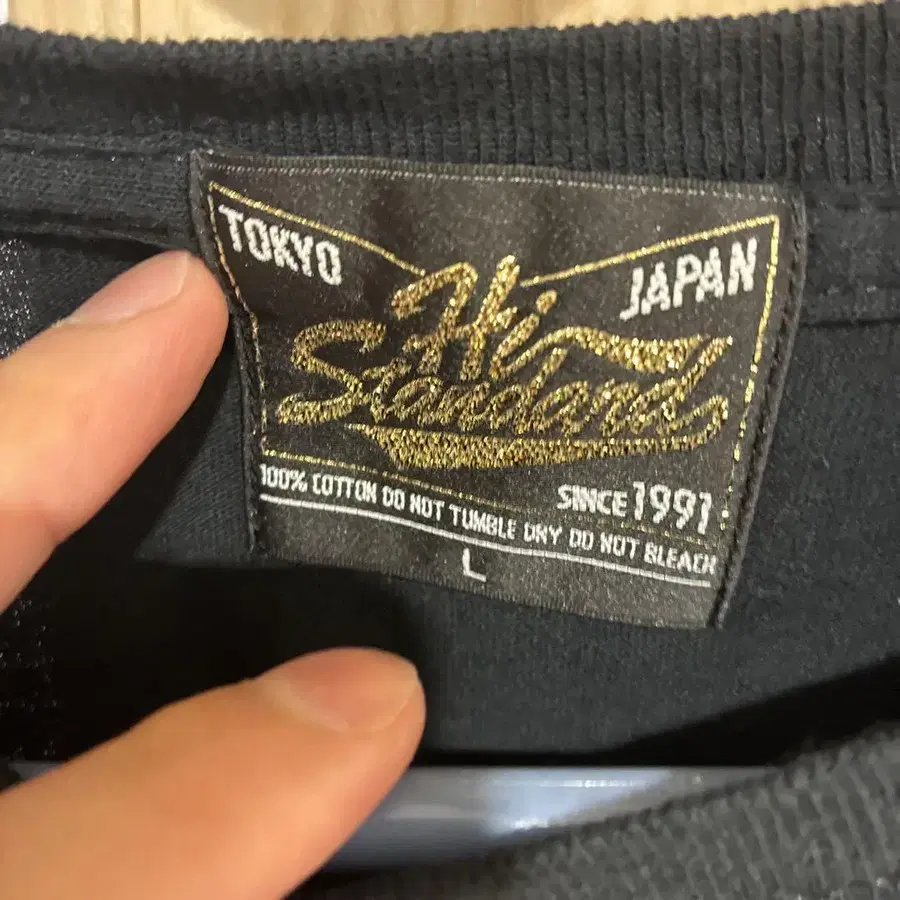 TOKYO
JAPAN
Hi
Standard
SINCE 1991
100% COTTON DO NOT TUMBLE DRY DO NOT BLEACH
L